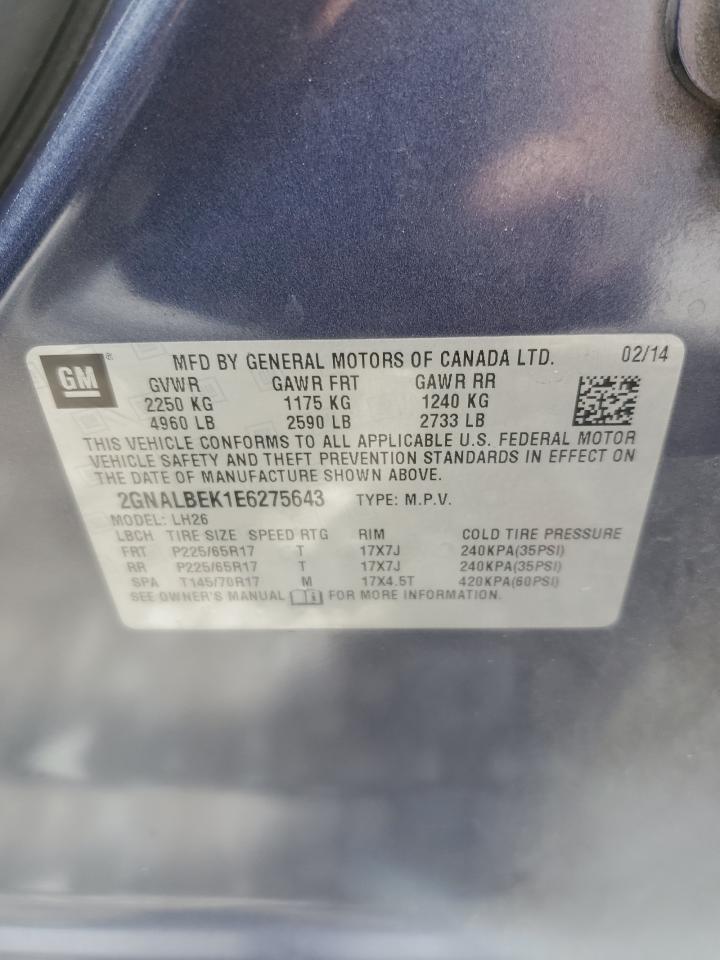 GM ® MFD BY GENERAL MOTORS OF CANADA LTD. 02/14
GVWR GAWR FRT GAWR RR
2250 KG 1175 KG 1240 KG
4960 LB 2590 LB 2733 LB
THIS VEHICLE CONFORMS TO ALL APPLICABLE U.S. FEDERAL MOTOR
VEHICLE SAFETY AND THEFT PREVENTION STANDARDS IN EFFECT ON
THE DATE OF MANUFACTURE SHOWN ABOVE.
2GNALBEK1E6275643 TYPE: M.P.V.
MODEL: LH26
LBCH TIRE SIZE SPEED RTG RIM COLD TIRE PRESSURE
FRT P225/65R17 T 17X7J 240KPA(35PSI)
RR P225/65R17 T 17X7J 240KPA(35PSI)
SPA T145/70R17 M 17X4.5T 420KPA(60PSI)
SEE OWNER'S MANUAL FOR MORE INFORMATION.